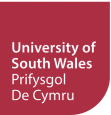 University of
South Wales
Prifysgol
De Cymru